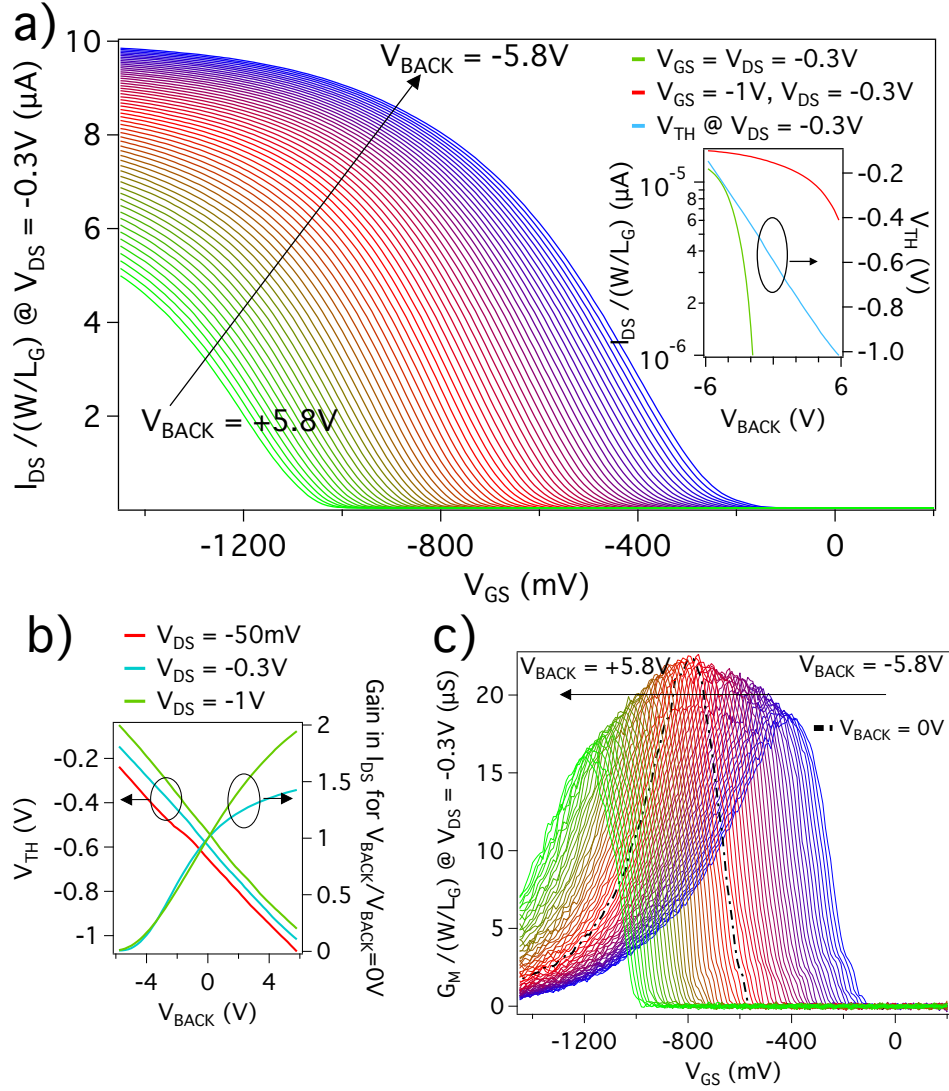 a)
I_DS /(W/L_G) @ V_DS = -0.3V (µA)
10
8
6
4
2
V_BACK = -5.8V
V_BACK = +5.8V
-1200
-800
-400
0
V_GS (mV)
V_GS = V_DS = -0.3V
V_GS = -1V, V_DS = -0.3V
V_TH @ V_DS = -0.3V
I_DS /(W/L_G) (µA)
10^-5
8
6
4
2
10^-6
-0.2
-0.4
-0.6
-0.8
-1.0
V_TH (V)
-6
6
V_BACK (V)
b)
V_DS = -50mV
V_DS = -0.3V
V_DS = -1V
V_TH (V)
-0.2
-0.4
-0.6
-0.8
-1
2
1.5
1
0.5
0
Gain in I_DS for
V_BACK/V_BACK=0V
-4
0
4
V_BACK (V)
c)
G_M /(W/L_G) @ V_DS = -0.3V (µS)
20
15
10
5
0
V_BACK = +5.8V
V_BACK = -5.8V
V_BACK = 0V
-1200
-800
-400
0
V_GS (mV)